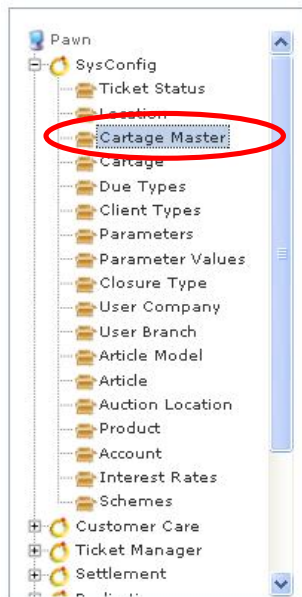 Pawn
SysConfig
Ticket Status
Location
Cartage Master
Cartage
Due Types
Client Types
Parameters
Parameter Values
Closure Type
User Company
User Branch
Article Model
Article
Auction Location
Product
Account
Interest Rates
Schemes
Customer Care
Ticket Manager
Settlement